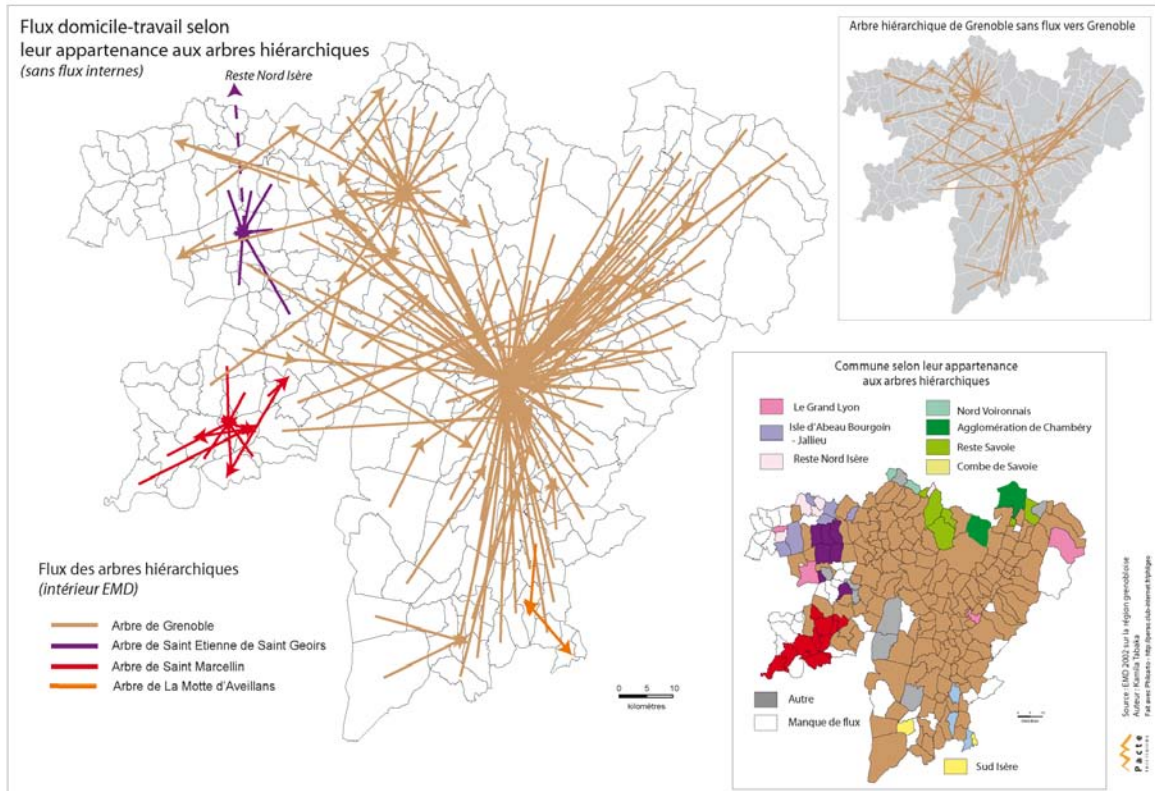 Flux domicile-travail selon
leur appartenance aux arbres hiérarchiques
(sans flux internes)
Reste Nord Isère
Flux des arbres hiérarchiques
(intérieur EMD)
Arbre de Grenoble
Arbre de Saint Etienne de Saint Geoirs
Arbre de Saint Marcellin
Arbre de La Motte d'Aveillans
0 5 10
kilomètres
Arbre hiérarchique de Grenoble sans flux vers Grenoble
Commune selon leur appartenance
aux arbres hiérarchiques
Le Grand Lyon
Isle d'Abeau Bourgoin
- Jallieu
Reste Nord Isère
Nord Voironnais
Agglomération de Chambéry
Reste Savoie
Combe de Savoie
Autre
Manque de flux
Sud Isère
Source : EMD 2002 sur la région grenobloise
Auteur : Kamila Tabaka
Pacte